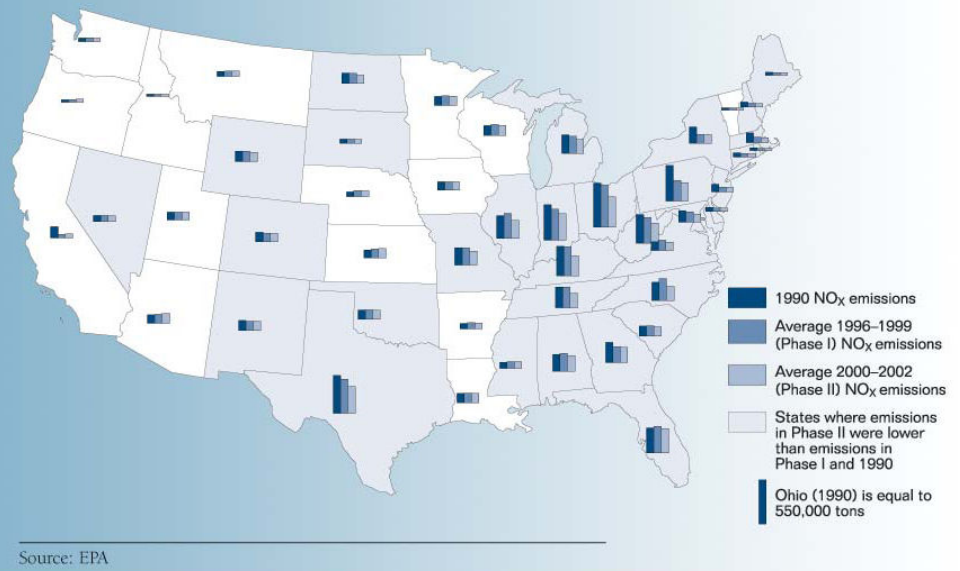 1990 NOX emissions
Average 1996–1999
(Phase I) NOX emissions
Average 2000–2002
(Phase II) NOX emissions
States where emissions
in Phase II were lower
than emissions in
Phase I and 1990
Ohio (1990) is equal to
550,000 tons
Source: EPA